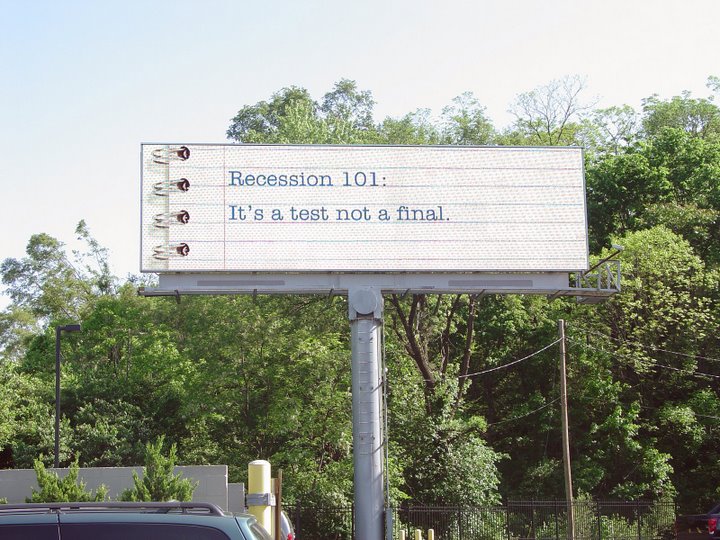 Recession 101:
It's a test not a final.